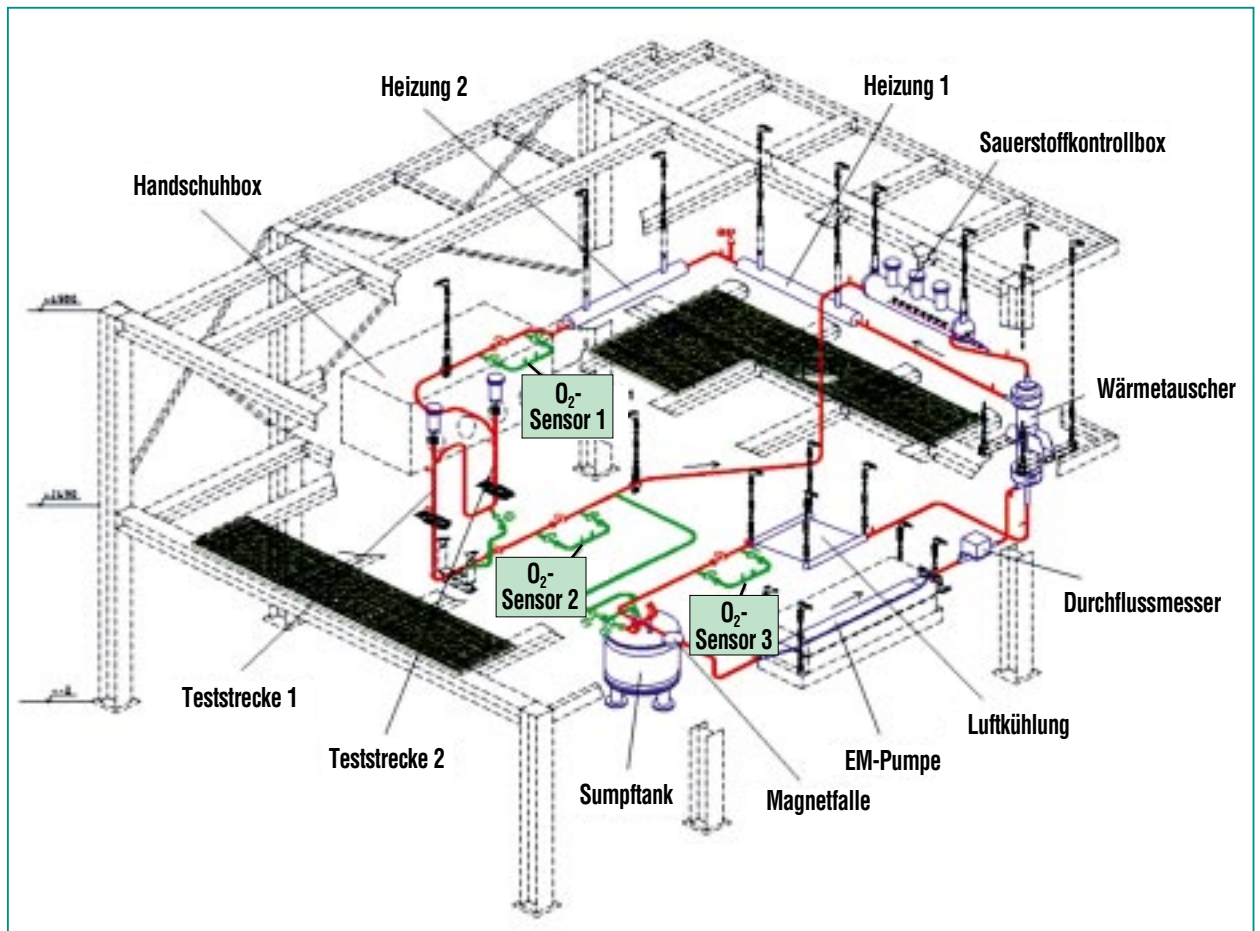 Heizung 2
Heizung 1
Sauerstoffkontrollbox
Handschuhbox
O₂-
Sensor 1
Wärmetauscher
O₂-
Sensor 2
O₂-
Sensor 3
Durchflussmesser
Teststrecke 1
Luftkühlung
Teststrecke 2
EM-Pumpe
Sumpftank
Magnetfalle